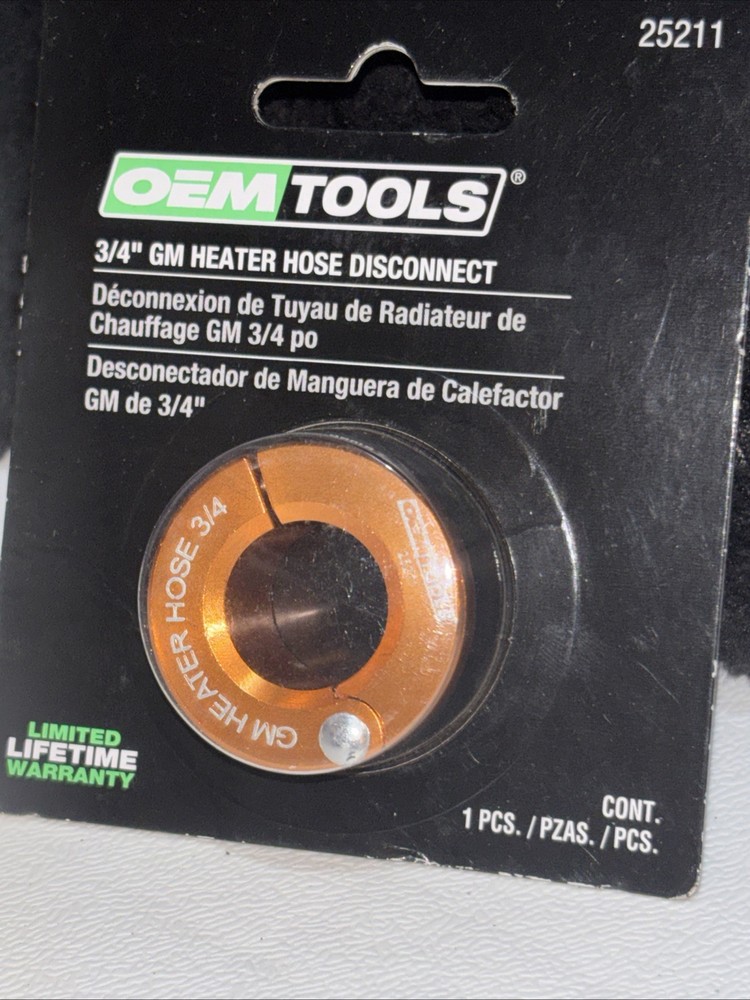 25211
OEMTOOLS®
3/4" GM HEATER HOSE DISCONNECT
Déconnexion de Tuyau de Radiateur de
Chauffage GM 3/4 po
Desconectador de Manguera de Calefactor
GM de 3/4"
GM HEATER HOSE 3/4
LIMITED
LIFETIME
WARRANTY
CONT.
1 PCS. / PZAS. / PCS.